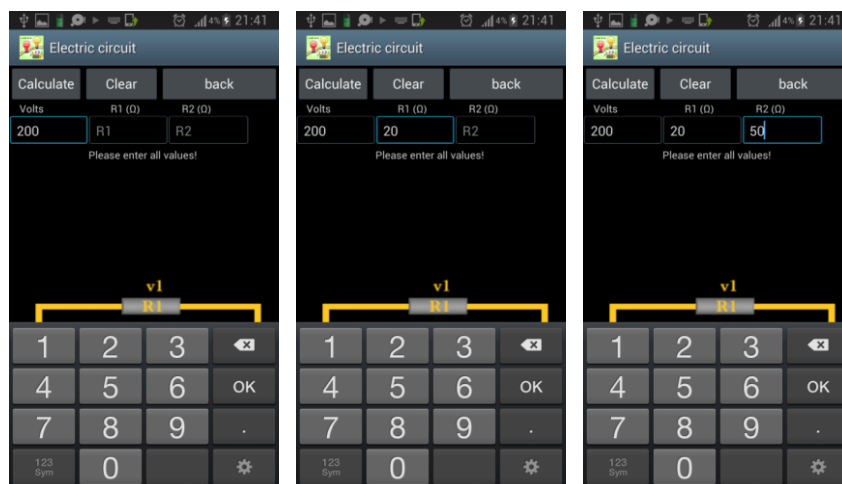 4% 21:41
Electric circuit
Calculate Clear back
Volts R1 (Ω) R2 (Ω)
200 R1 R2
Please enter all values!
v1
R1
1 2 3
4 5 6 OK
7 8 9 .
123
Sym 0
4% 21:41
Electric circuit
Calculate Clear back
Volts R1 (Ω) R2 (Ω)
200 20 R2
Please enter all values!
v1
R1
1 2 3
4 5 6 OK
7 8 9 .
123
Sym 0
4% 21:41
Electric circuit
Calculate Clear back
Volts R1 (Ω) R2 (Ω)
200 20 50
Please enter all values!
v1
R1
1 2 3
4 5 6 OK
7 8 9 .
123
Sym 0